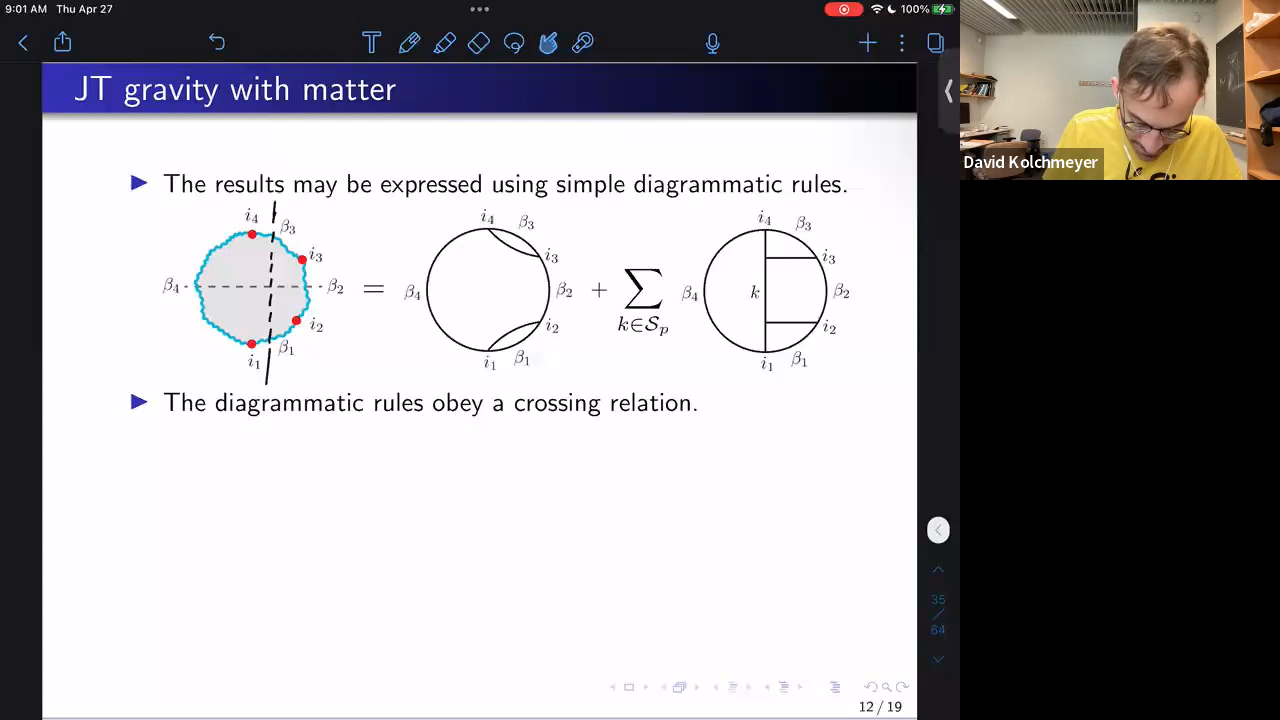 9:01 AM Thu Apr 27
100%
JT gravity with matter
David Kolchmeyer
▶ The results may be expressed using simple diagrammatic rules.
i₄ β₃ i₃ β₄ β₂ i₂ i₁ β₁
=
i₄ β₃ i₃ β₄ β₂ i₂ i₁ β₁
+ ∑ k∈𝒮ₚ
i₄ β₃ i₃ β₄ k β₂ i₂ i₁ β₁
▶ The diagrammatic rules obey a crossing relation.
35
/
64
12 / 19